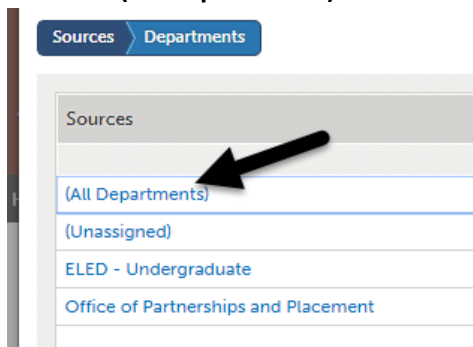 Sources Departments
Sources
(All Departments)
(Unassigned)
ELED - Undergraduate
Office of Partnerships and Placement